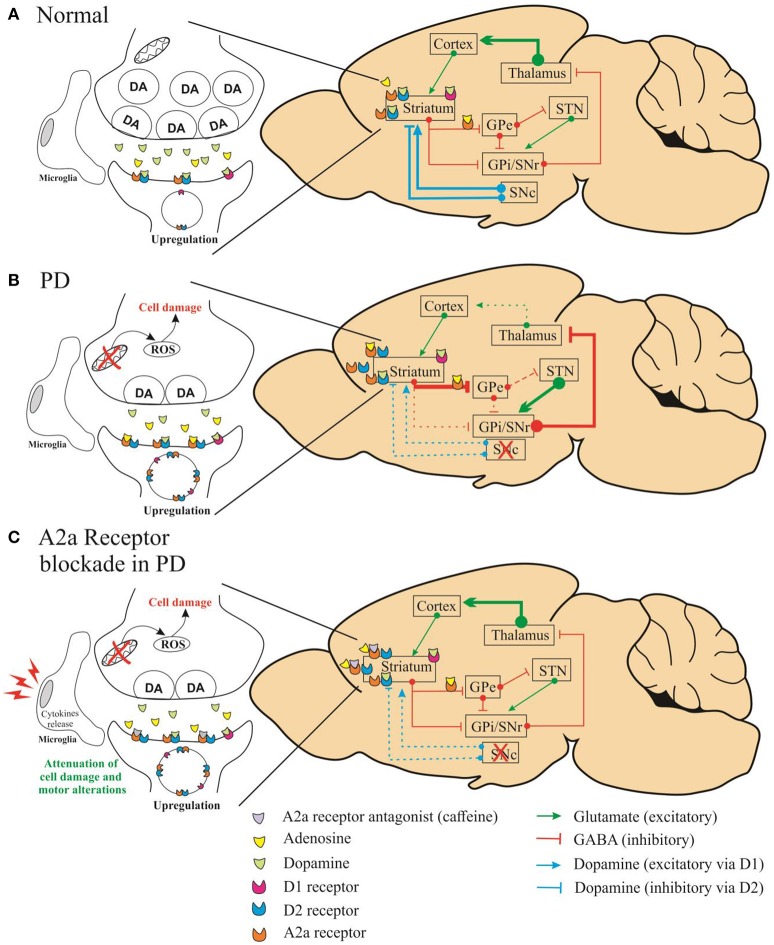 A
Normal
DA
DA
DA
DA
DA
DA
Microglia
Upregulation
Cortex
Thalamus
Striatum
GPe
STN
GPi/SNr
SNc
B
PD
Cell damage
ROS
DA
DA
Microglia
Upregulation
Cortex
Thalamus
Striatum
GPe
STN
GPi/SNr
SNc
C
A2a Receptor
blockade in PD
Cell damage
ROS
DA
DA
Cytokines
release
Microglia
Attenuation of
cell damage and
motor alterations
Upregulation
Cortex
Thalamus
Striatum
GPe
STN
GPi/SNr
SNc
A2a receptor antagonist (caffeine)
Adenosine
Dopamine
D1 receptor
D2 receptor
A2a receptor
Glutamate (excitatory)
GABA (inhibitory)
Dopamine (excitatory via D1)
Dopamine (inhibitory via D2)